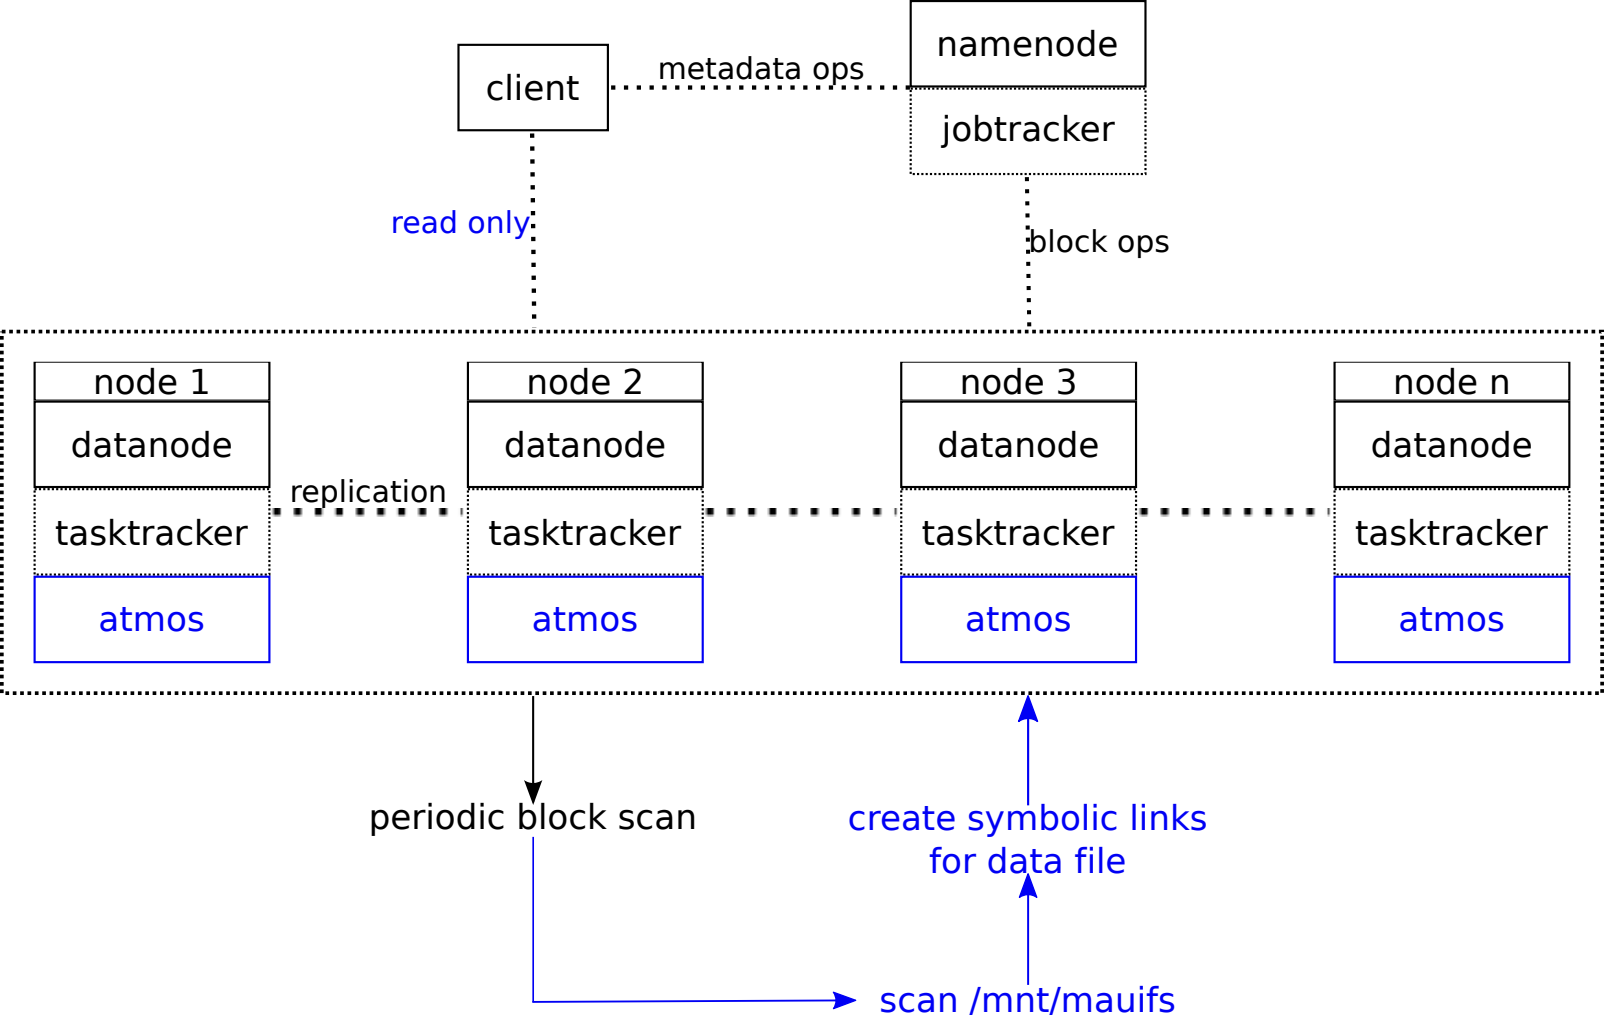 namenode
client
metadata ops
jobtracker
read only
block ops
node 1
node 2
node 3
node n
datanode
datanode
datanode
datanode
replication
tasktracker
tasktracker
tasktracker
tasktracker
atmos
atmos
atmos
atmos
periodic block scan
create symbolic links
for data file
scan /mnt/mauifs